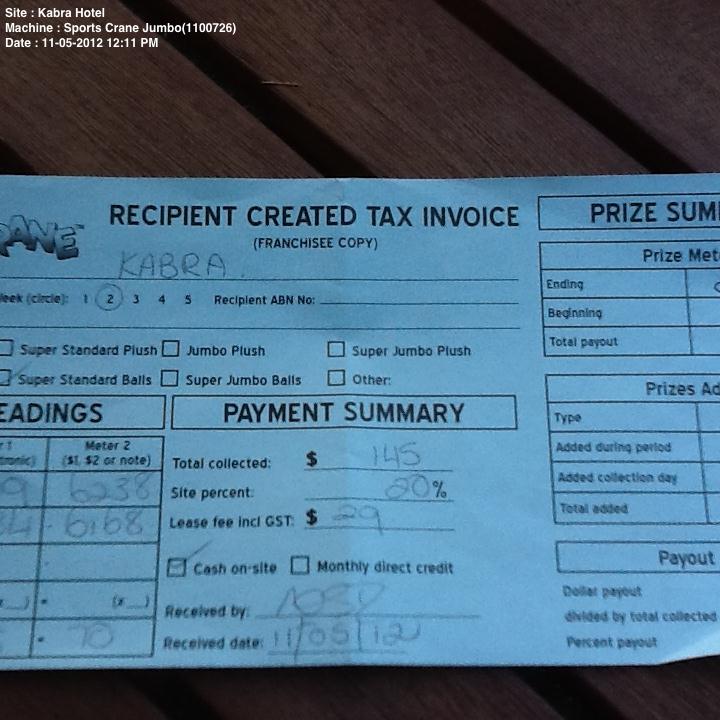 Site : Kabra Hotel
Machine : Sports Crane Jumbo(1100726)
Date : 11-05-2012 12:11 PM
RECIPIENT CREATED TAX INVOICE
(FRANCHISEE COPY)
KABRA
(circle): 1 2 3 4 5 Recipient ABN No:
Super Standard Plush Jumbo Plush Super Jumbo Plush
Super Standard Balls Super Jumbo Balls Other:
EADINGS
Meter 2
($1, $2 or note)
6238
6168
70
PAYMENT SUMMARY
Total collected: $ 145
Site percent: 20%
Lease fee incl GST: $ 29
Cash on-site Monthly direct credit
Received by:
Received date: 11/05/12
PRIZE SUM
Prize Met
Ending
Beginning
Total payout
Prizes Ad
Type
Added during period
Added collection day
Total added
Payout
Dollar payout
divided by total collected
Percent payout